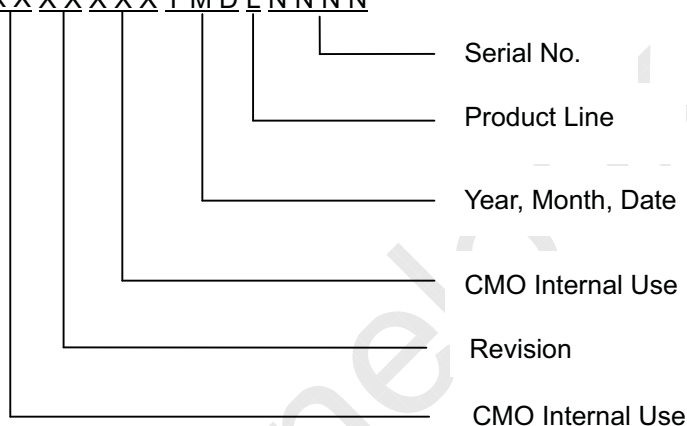 X X X X X X X Y M D L N N N N
Serial No.
Product Line
Year, Month, Date
CMO Internal Use
Revision
CMO Internal Use